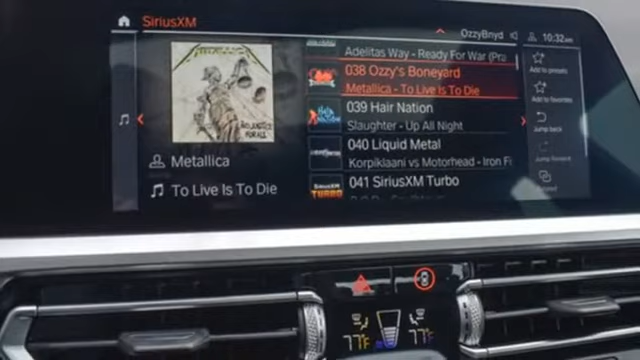 SiriusXM
OzzyBnyd
10:32
Adelitas Way - Ready For War (Pra
038 Ozzy's Boneyard
Metallica - To Live Is To Die
039 Hair Nation
Slaughter - Up All Night
040 Liquid Metal
Korpiklaani vs Motorhead - Iron F
041 SiriusXM Turbo
METALLICA
...AND JUSTICE
FOR ALL
Metallica
To Live Is To Die
SiriusXM
TURBO
Add to presets
Add to favorites
Jump back
Jump forward
77°F
77°F